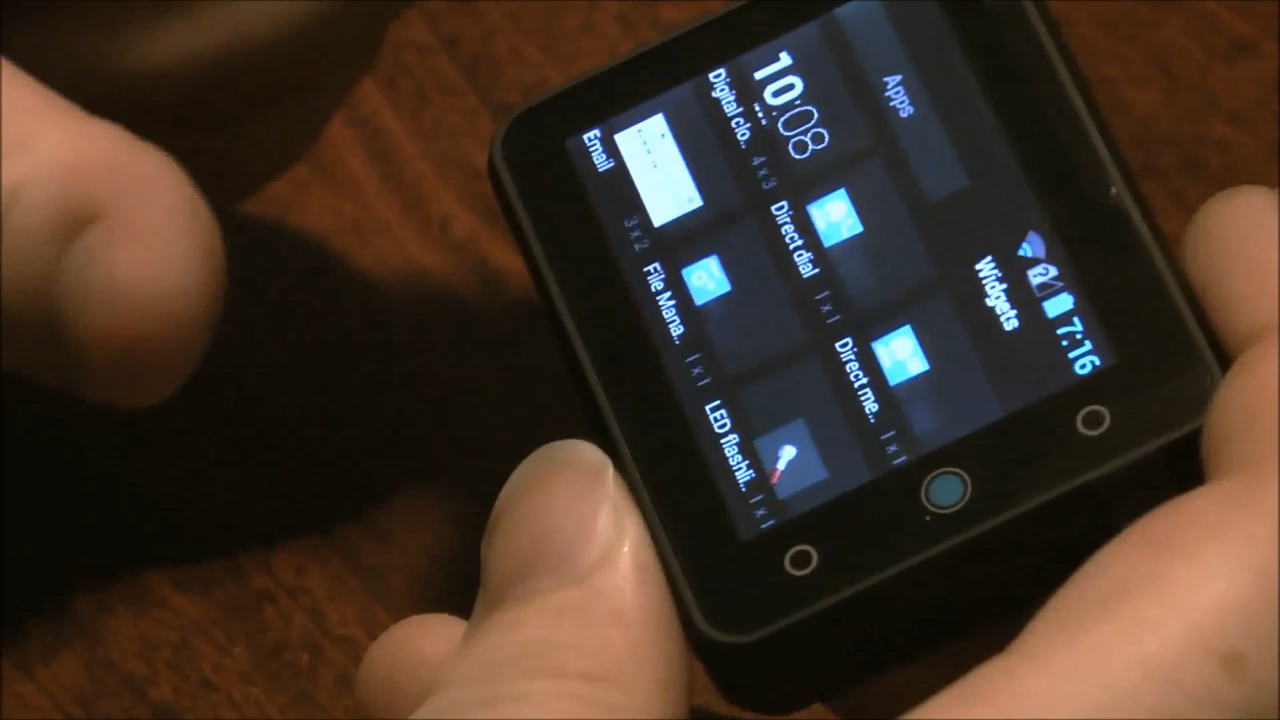 7:16
Apps Widgets
10:08
Digital clo.. 4 x 3 Direct dial 1 x 1 Direct me.. 1 x 1
Email 3 x 2 File Mana.. 1 x 1 LED flashli.. 1 x 1